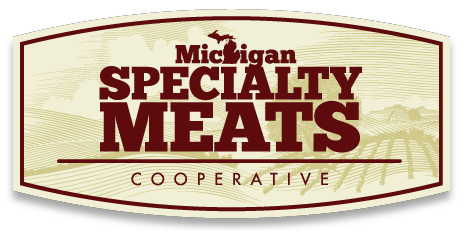 Michigan
SPECIALTY
MEATS
COOPERATIVE